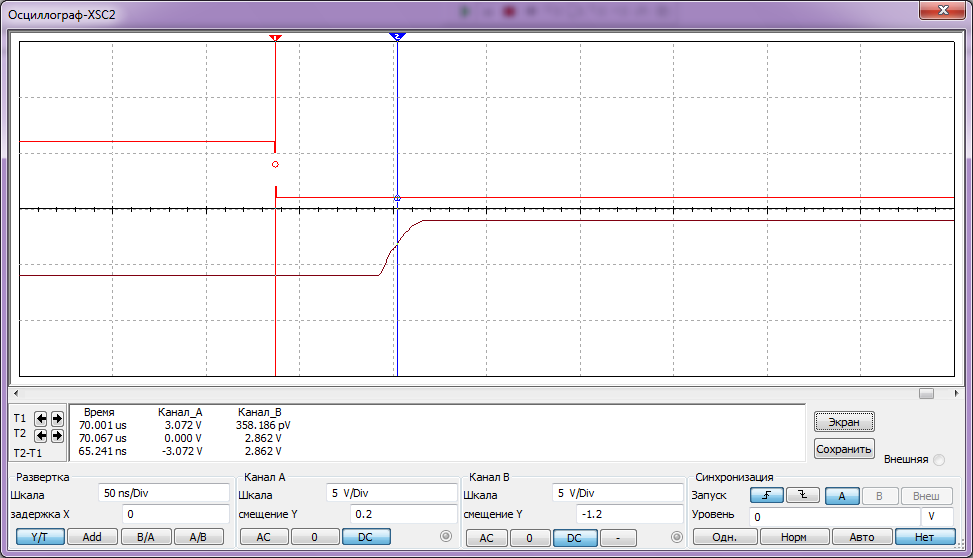 Осциллограф-XSC2
1
2
T1
T2
T2-T1
Время Канал_A Канал_B
70.001 us 3.072 V 358.186 pV
70.067 us 0.000 V 2.862 V
65.241 ns -3.072 V 2.862 V
Экран
Сохранить
Внешняя
Развертка
Шкала 50 ns/Div
задержка X 0
Y/T Add B/A A/B
Канал A
Шкала 5 V/Div
смещение Y 0.2
AC 0 DC
Канал B
Шкала 5 V/Div
смещение Y -1.2
AC 0 DC -
Синхронизация
Запуск A B Внеш
Уровень 0 V
Одн. Норм Авто Нет